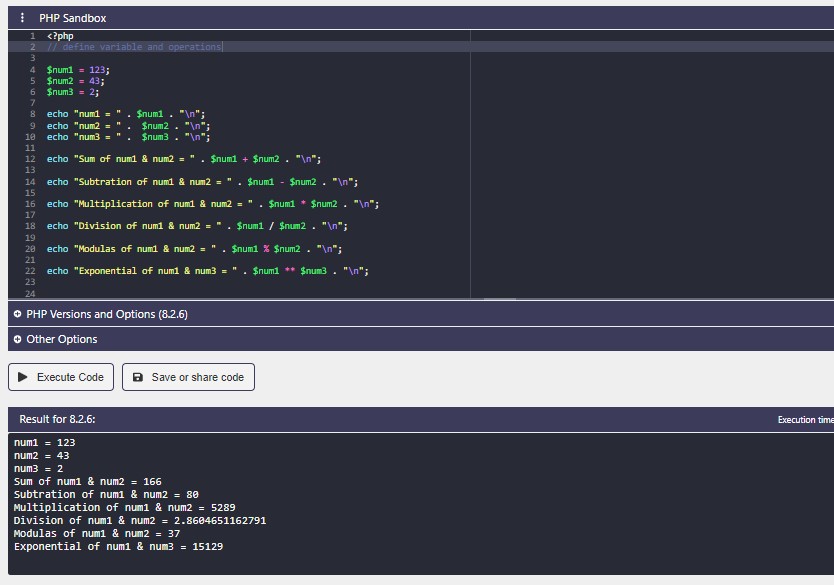 PHP Sandbox
1 <?php
2 // define variable and operations
3
4 $num1 = 123;
5 $num2 = 43;
6 $num3 = 2;
7
8 echo "num1 = " . $num1 . "\n";
9 echo "num2 = " .  $num2 . "\n";
10 echo "num3 = " .  $num3 . "\n";
11
12 echo "Sum of num1 & num2 = " . $num1 + $num2 . "\n";
13
14 echo "Subtration of num1 & num2 = " . $num1 - $num2 . "\n";
15
16 echo "Multiplication of num1 & num2 = " . $num1 * $num2 . "\n";
17
18 echo "Division of num1 & num2 = " . $num1 / $num2 . "\n";
19
20 echo "Modulas of num1 & num2 = " . $num1 % $num2 . "\n";
21
22 echo "Exponential of num1 & num3 = " . $num1 ** $num3 . "\n";
23
24
PHP Versions and Options (8.2.6)
Other Options
Execute Code Save or share code
Result for 8.2.6: Execution time
num1 = 123
num2 = 43
num3 = 2
Sum of num1 & num2 = 166
Subtration of num1 & num2 = 80
Multiplication of num1 & num2 = 5289
Division of num1 & num2 = 2.8604651162791
Modulas of num1 & num2 = 37
Exponential of num1 & num3 = 15129